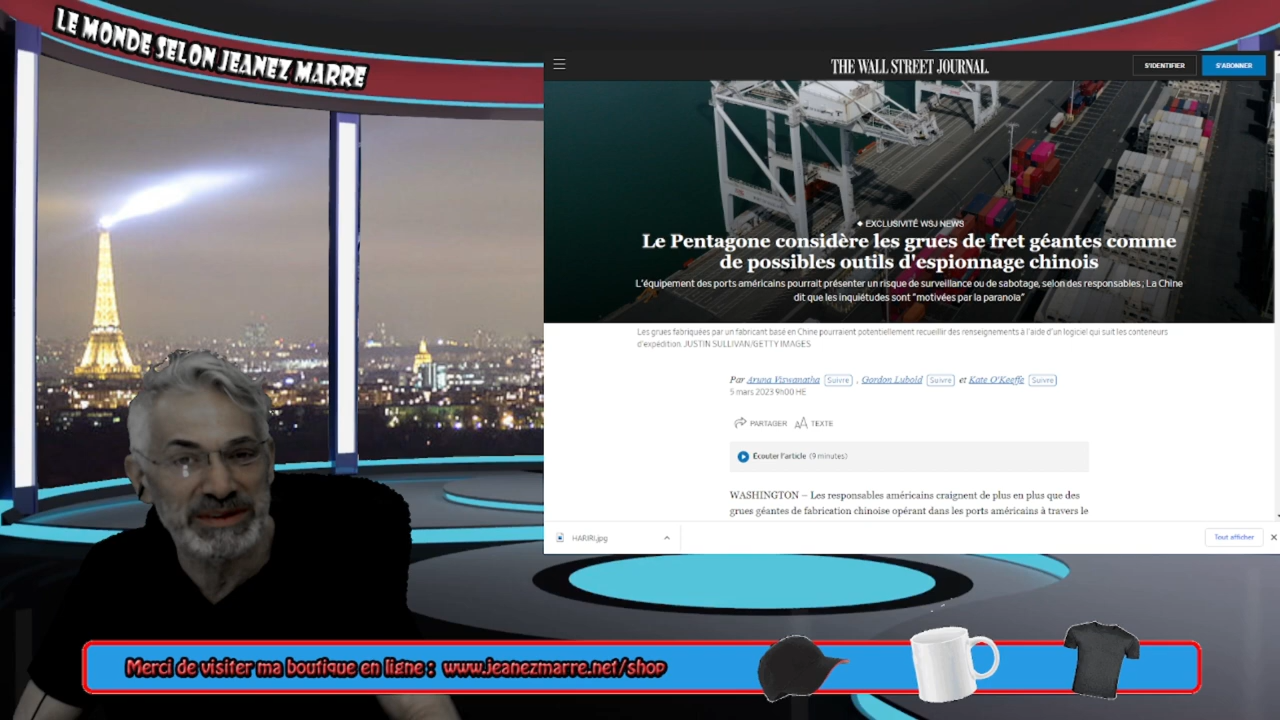 LE MONDE SELON JEANEZ MARRE
THE WALL STREET JOURNAL.
S'IDENTIFIER
S'ABONNER
◆ EXCLUSIVITÉ WSJ NEWS
Le Pentagone considère les grues de fret géantes comme
de possibles outils d'espionnage chinois
L'équipement des ports américains pourrait présenter un risque de surveillance ou de sabotage, selon des responsables ; La Chine
dit que les inquiétudes sont "motivées par la paranoïa"
Les grues fabriquées par un fabricant basé en Chine pourraient potentiellement recueillir des renseignements à l'aide d'un logiciel qui suit les conteneurs
d'expédition. JUSTIN SULLIVAN/GETTY IMAGES
Par Aruna Viswanatha Suivre , Gordon Lubold Suivre et Kate O'Keeffe Suivre
5 mars 2023 9h00 HE
PARTAGER AA TEXTE
Écouter l'article (9 minutes)
WASHINGTON – Les responsables américains craignent de plus en plus que des
grues géantes de fabrication chinoise opérant dans les ports américains à travers le
HARIRI.jpg
Tout afficher
Merci de visiter ma boutique en ligne : www.jeanezmarre.net/shop